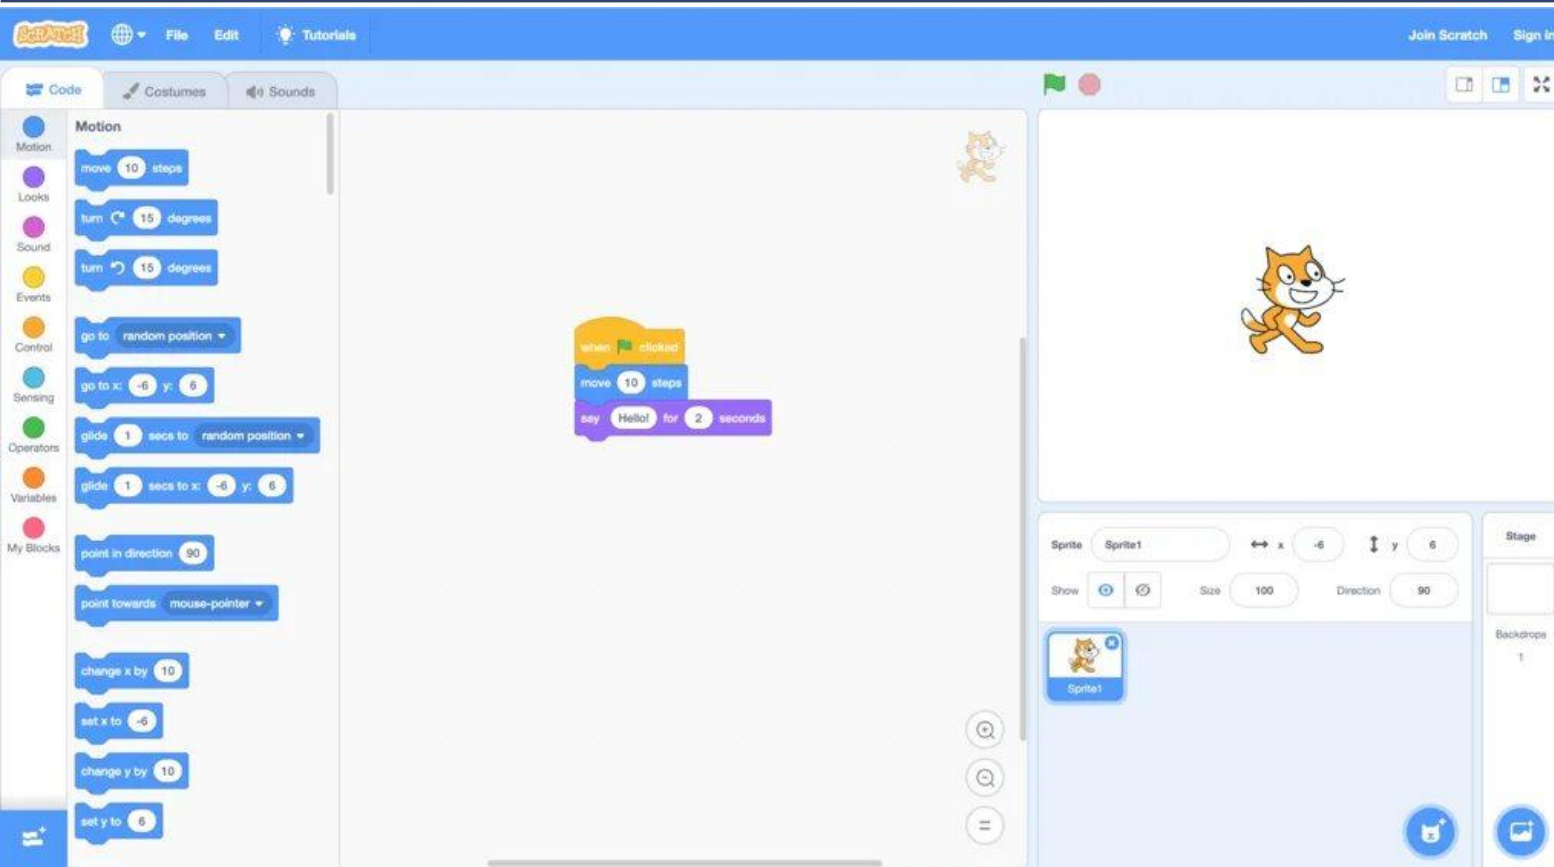 SCRATCH File Edit Tutorials Join Scratch Sign in
Code Costumes Sounds
Motion
Looks
Sound
Events
Control
Sensing
Operators
Variables
My Blocks
Motion
move 10 steps
turn 15 degrees
turn 15 degrees
go to random position
go to x: -6 y: 6
glide 1 secs to random position
glide 1 secs to x: -6 y: 6
point in direction 90
point towards mouse-pointer
change x by 10
set x to -6
change y by 10
set y to 6
when clicked
move 10 steps
say Hello! for 2 seconds
Sprite Sprite1 x -6 y 6
Show Size 100 Direction 90
Sprite1
Stage
Backdrops
1